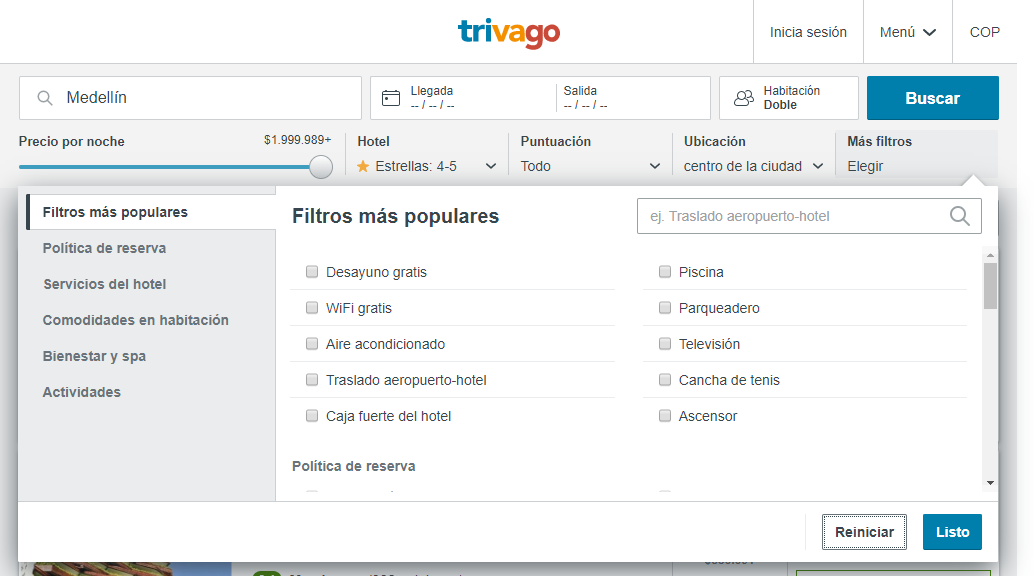 trivago
Inicia sesión
Menú
COP
Medellín
Llegada
-- / -- / --
Salida
-- / -- / --
Habitación
Doble
Buscar
Precio por noche
$1.999.989+
Hotel
Estrellas: 4-5
Puntuación
Todo
Ubicación
centro de la ciudad
Más filtros
Elegir
Filtros más populares
Política de reserva
Servicios del hotel
Comodidades en habitación
Bienestar y spa
Actividades
Filtros más populares
ej. Traslado aeropuerto-hotel
Desayuno gratis
Piscina
WiFi gratis
Parqueadero
Aire acondicionado
Televisión
Traslado aeropuerto-hotel
Cancha de tenis
Caja fuerte del hotel
Ascensor
Política de reserva
Reiniciar
Listo